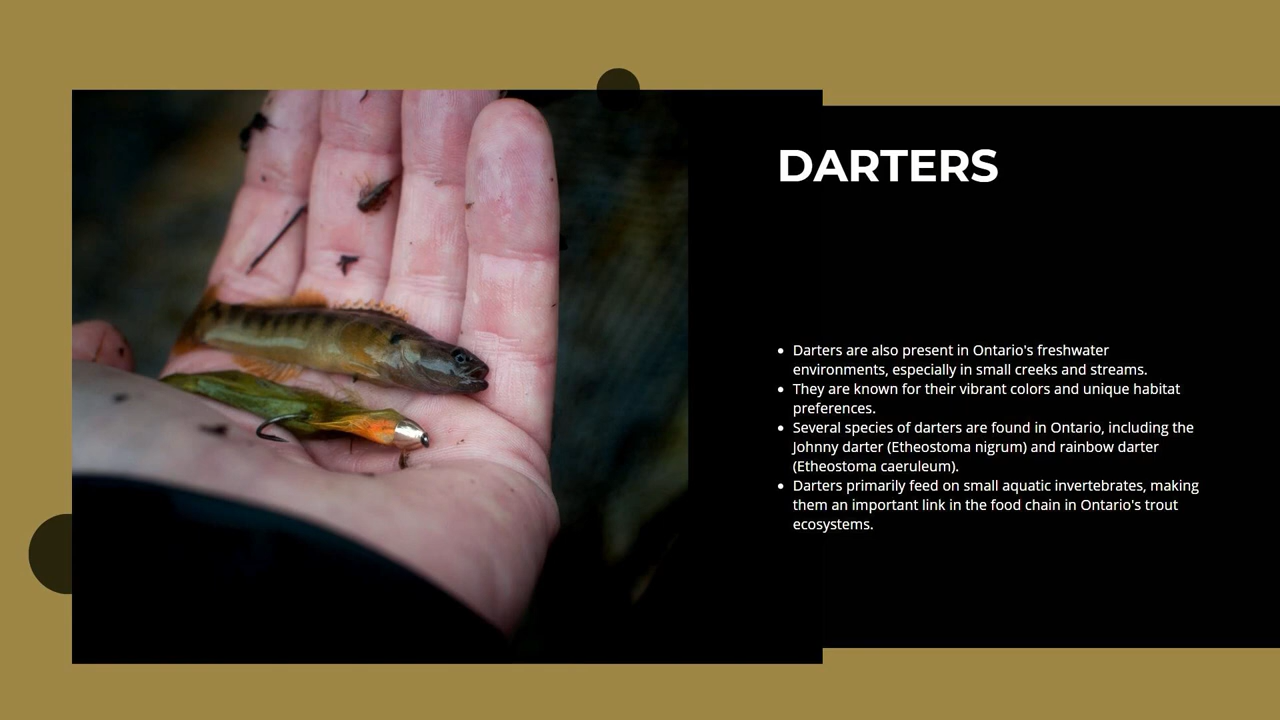 DARTERS
• Darters are also present in Ontario's freshwater
environments, especially in small creeks and streams.
• They are known for their vibrant colors and unique habitat
preferences.
• Several species of darters are found in Ontario, including the
Johnny darter (Etheostoma nigrum) and rainbow darter
(Etheostoma caeruleum).
• Darters primarily feed on small aquatic invertebrates, making
them an important link in the food chain in Ontario's trout
ecosystems.